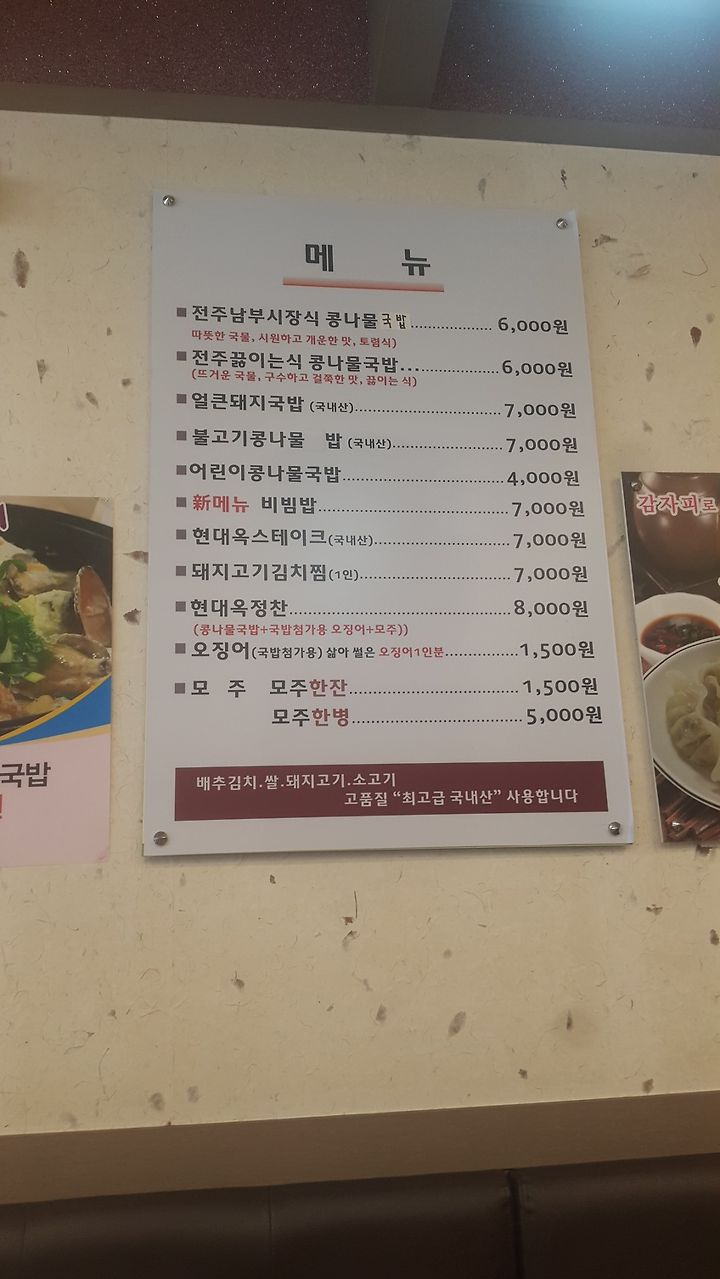 메 뉴
■ 전주남부시장식 콩나물국밥.................... 6,000원
따뜻한 국물, 시원하고 개운한 맛, 토렴식)
■ 전주끓이는식 콩나물국밥......................6,000원
(뜨거운 국물, 구수하고 걸쭉한 맛, 끓이는 식)
■ 얼큰돼지국밥 (국내산)..............................7,000원
■ 불고기콩나물 밥 (국내산).......................7,000원
■ 어린이콩나물국밥.................................4,000원
■ 新메뉴 비빔밥.......................................7,000원
■ 현대옥스테이크(국내산)............................7,000원
■ 돼지고기김치찜(1인)...............................7,000원
■ 현대옥정찬.............................................8,000원
(콩나물국밥+국밥첨가용 오징어+모주))
■ 오징어(국밥첨가용) 삶아 썰은 오징어1인분...............1,500원
■ 모 주 모주한잔....................................1,500원
모주한병....................................5,000원
배추김치.쌀.돼지고기.소고기
고품질 “최고급 국내산” 사용합니다
국밥
감자피로